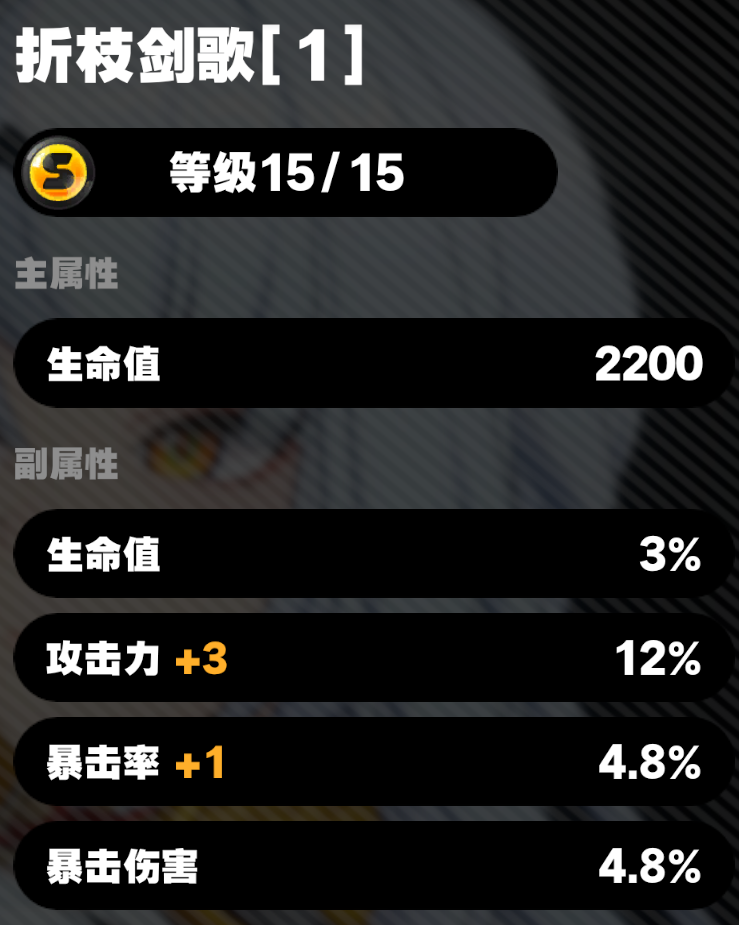 折枝剑歌[1]
S 等级15/15
主属性
生命值 2200
副属性
生命值 3%
攻击力 +3 12%
暴击率 +1 4.8%
暴击伤害 4.8%